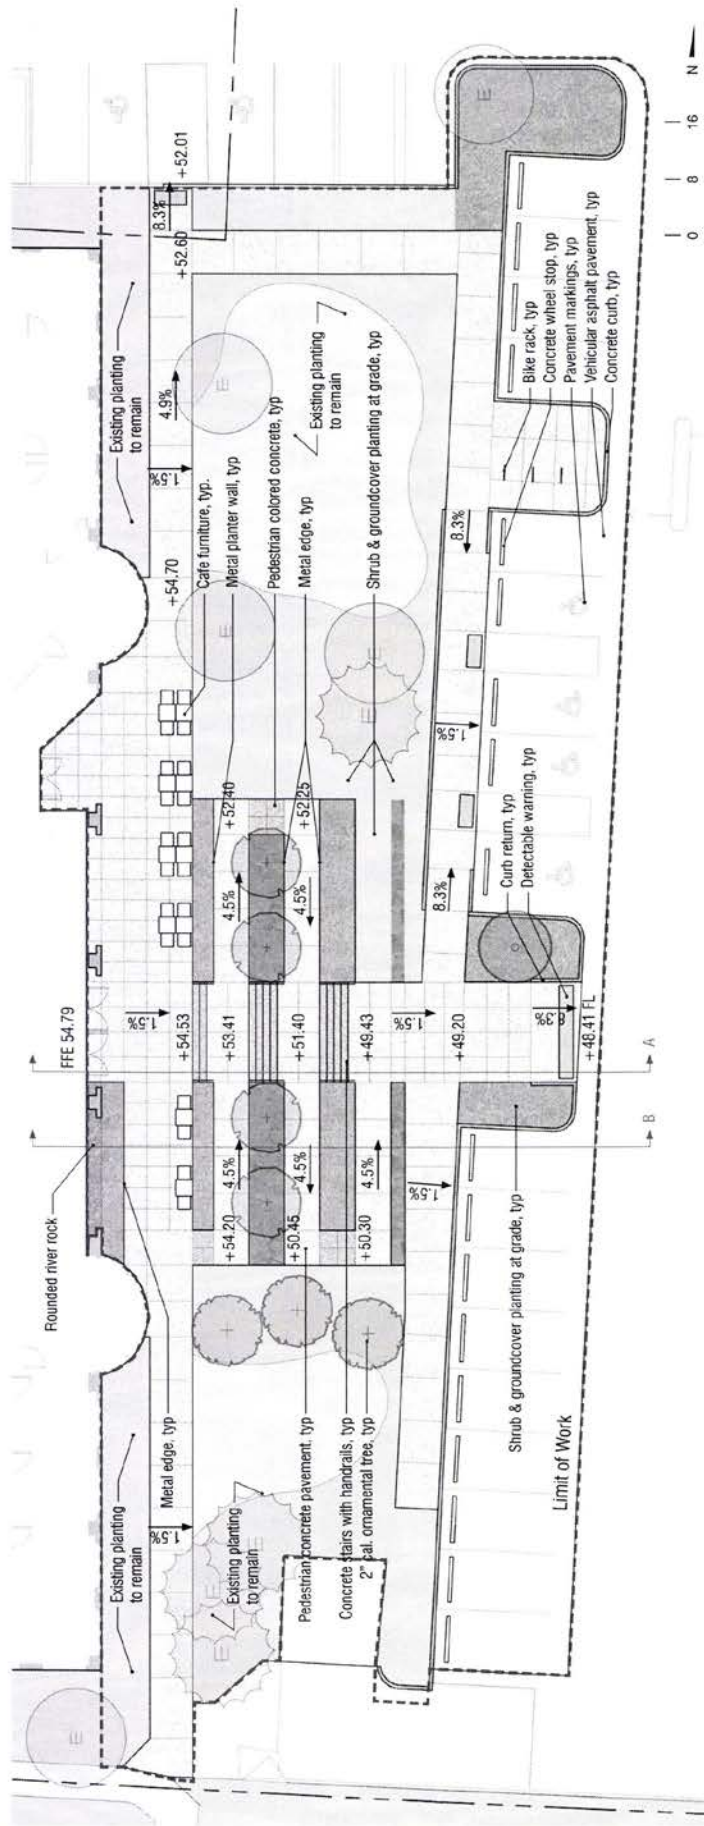 N
16
8
0
+52.01
8.3%
+52.60
Existing planting
to remain
4.9%
1.5%
+54.70
Existing planting
to remain
Cafe furniture, typ.
Metal planter wall, typ
Pedestrian colored concrete, typ
Metal edge, typ
Shrub & groundcover planting at grade, typ
Bike rack, typ
Concrete wheel stop, typ
Pavement markings, typ
Vehicular asphalt pavement, typ
Concrete curb, typ
8.3%
1.5%
8.3%
+52.40
+52.25
4.5%
4.5%
Curb return, typ
Detectable warning, typ
FFE 54.79
1.5%
+54.53
+53.41
+51.40
+49.43
1.5%
+49.20
8.3%
+48.41 FL
A
B
4.5%
4.5%
4.5%
1.5%
+54.20
+50.45
+50.30
Rounded river rock
Metal edge, typ
Existing planting
to remain
1.5%
Existing planting
to remain
Pedestrian concrete pavement, typ
Concrete stairs with handrails, typ
2" cal. ornamental tree, typ
Shrub & groundcover planting at grade, typ
Limit of Work
E
E
E
E
E
E
E
E
E